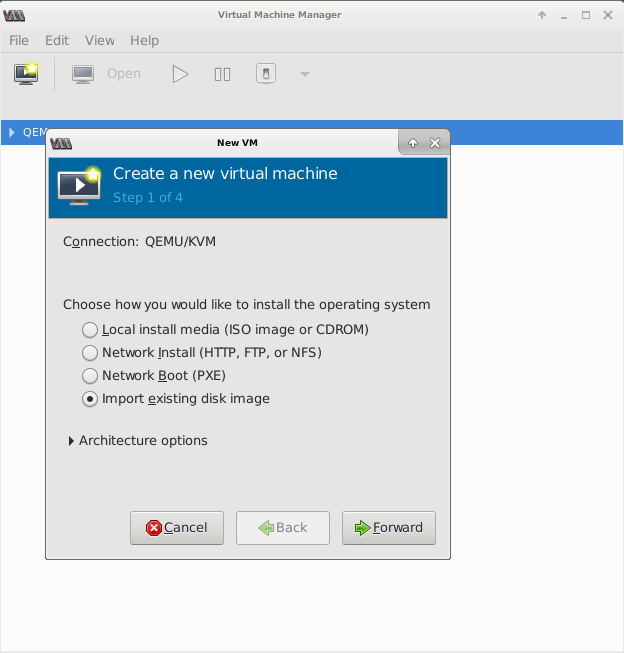 Virtual Machine Manager
File Edit View Help
Open
QEM
New VM
Create a new virtual machine
Step 1 of 4
Connection: QEMU/KVM
Choose how you would like to install the operating system
Local install media (ISO image or CDROM)
Network Install (HTTP, FTP, or NFS)
Network Boot (PXE)
Import existing disk image
Architecture options
Cancel Back Forward